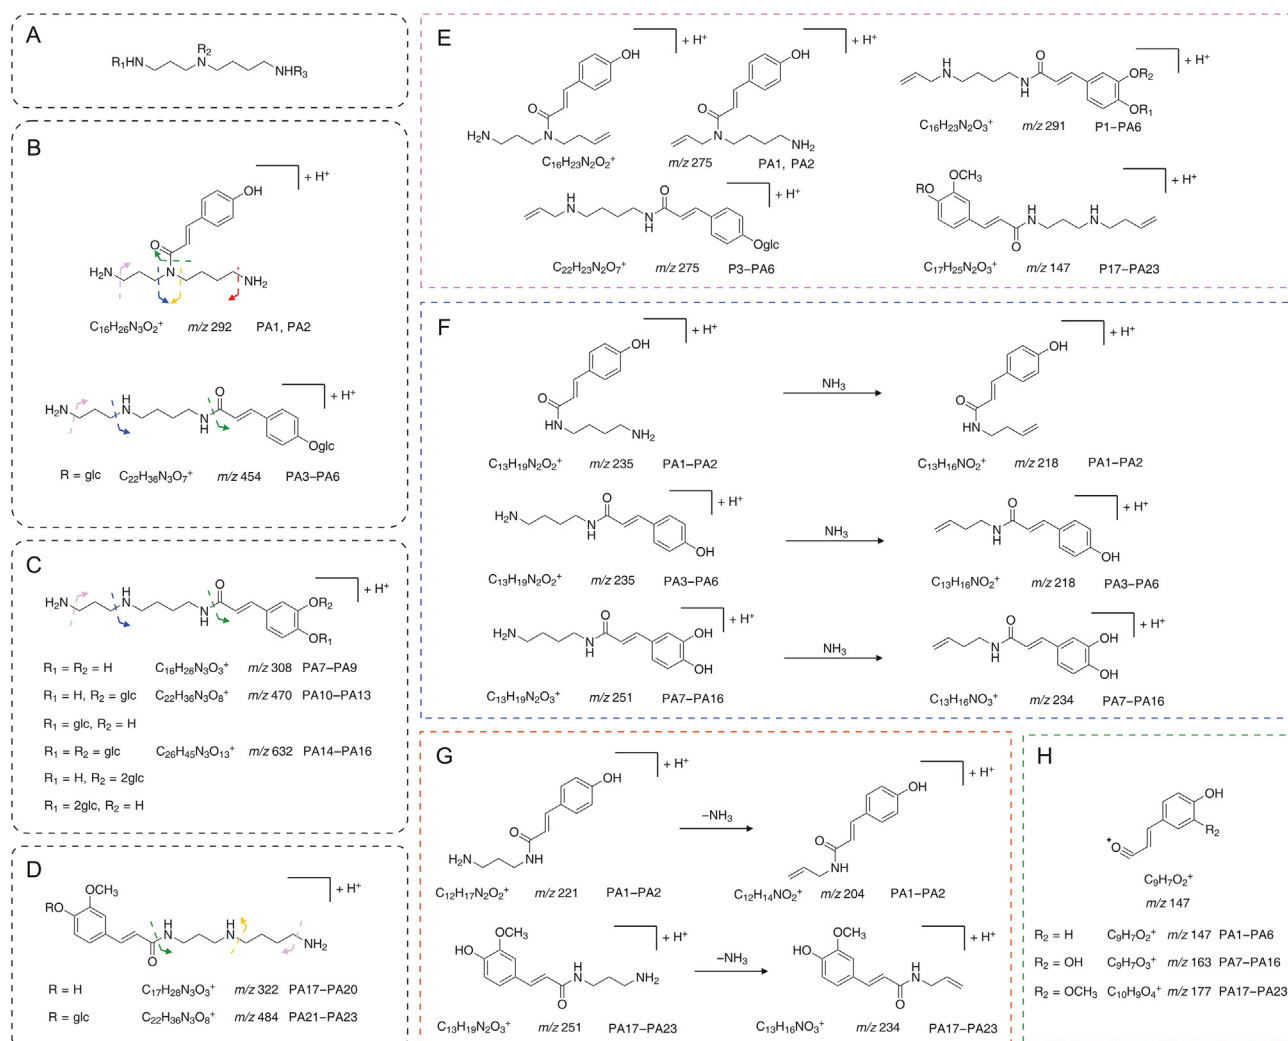 A
R₁HN
R₂
N
NHR₃
B
+ H⁺
OH
O
H₂N
N
NH₂
C₁₆H₂₆N₃O₂⁺ m/z 292 PA1, PA2
+ H⁺
H₂N
H
N
O
N
H
Oglc
R = glc C₂₂H₃₆N₃O₇⁺ m/z 454 PA3–PA6
C
+ H⁺
H₂N
H
N
O
N
H
OR₂
OR₁
R₁ = R₂ = H C₁₆H₂₆N₃O₃⁺ m/z 308 PA7–PA9
R₁ = H, R₂ = glc C₂₂H₃₆N₃O₈⁺ m/z 470 PA10–PA13
R₁ = glc, R₂ = H
R₁ = R₂ = glc C₂₆H₄₅N₃O₁₃⁺ m/z 632 PA14–PA16
R₁ = H, R₂ = 2glc
R₁ = 2glc, R₂ = H
D
+ H⁺
OCH₃
RO
O
H
N
H
N
NH₂
R = H C₁₇H₂₈N₃O₃⁺ m/z 322 PA17–PA20
R = glc C₂₂H₃₆N₃O₈⁺ m/z 484 PA21–PA23
E
+ H⁺
OH
O
H₂N
N
+ H⁺
OH
O
N
NH₂
C₁₆H₂₃N₂O₂⁺ m/z 275 PA1, PA2
+ H⁺
H
N
O
N
H
OR₂
OR₁
C₁₆H₂₃N₂O₃⁺ m/z 291 P1–PA6
+ H⁺
H
N
O
N
H
Oglc
C₂₂H₂₃N₂O₇⁺ m/z 275 P3–PA6
+ H⁺
OCH₃
RO
O
H
N
H
N
C₁₇H₂₅N₂O₃⁺ m/z 147 P17–PA23
F
+ H⁺
OH
O
NH
NH₂
NH₃
+ H⁺
OH
O
NH
C₁₃H₁₉N₂O₂⁺ m/z 235 PA1–PA2
C₁₃H₁₆NO₂⁺ m/z 218 PA1–PA2
+ H⁺
H₂N
O
N
H
OH
NH₃
+ H⁺
O
N
H
OH
C₁₃H₁₉N₂O₂⁺ m/z 235 PA3–PA6
C₁₃H₁₆NO₂⁺ m/z 218 PA3–PA6
+ H⁺
H₂N
O
N
H
OH
OH
NH₃
+ H⁺
O
N
H
OH
OH
C₁₃H₁₉N₂O₃⁺ m/z 251 PA7–PA16
C₁₃H₁₆NO₃⁺ m/z 234 PA7–PA16
G
+ H⁺
OH
O
H₂N
NH
–NH₃
+ H⁺
OH
O
NH
C₁₂H₁₇N₂O₂⁺ m/z 221 PA1–PA2
C₁₂H₁₄NO₂⁺ m/z 204 PA1–PA2
+ H⁺
OCH₃
HO
O
H
N
NH₂
–NH₃
+ H⁺
OCH₃
HO
O
H
N
C₁₃H₁₉N₂O₃⁺ m/z 251 PA17–PA23
C₁₃H₁₆NO₃⁺ m/z 234 PA17–PA23
H
OH
R₂
⁺O
C₉H₇O₂⁺
m/z 147
R₂ = H C₉H₇O₂⁺ m/z 147 PA1–PA6
R₂ = OH C₉H₇O₃⁺ m/z 163 PA7–PA16
R₂ = OCH₃ C₁₀H₉O₄⁺ m/z 177 PA17–PA23